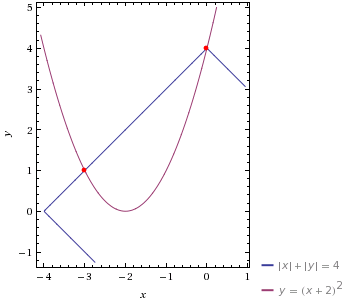 5
4
3
2
1
0
−1
y
−4 −3 −2 −1 0 1
x
|x|+|y| = 4
y = (x+2)²